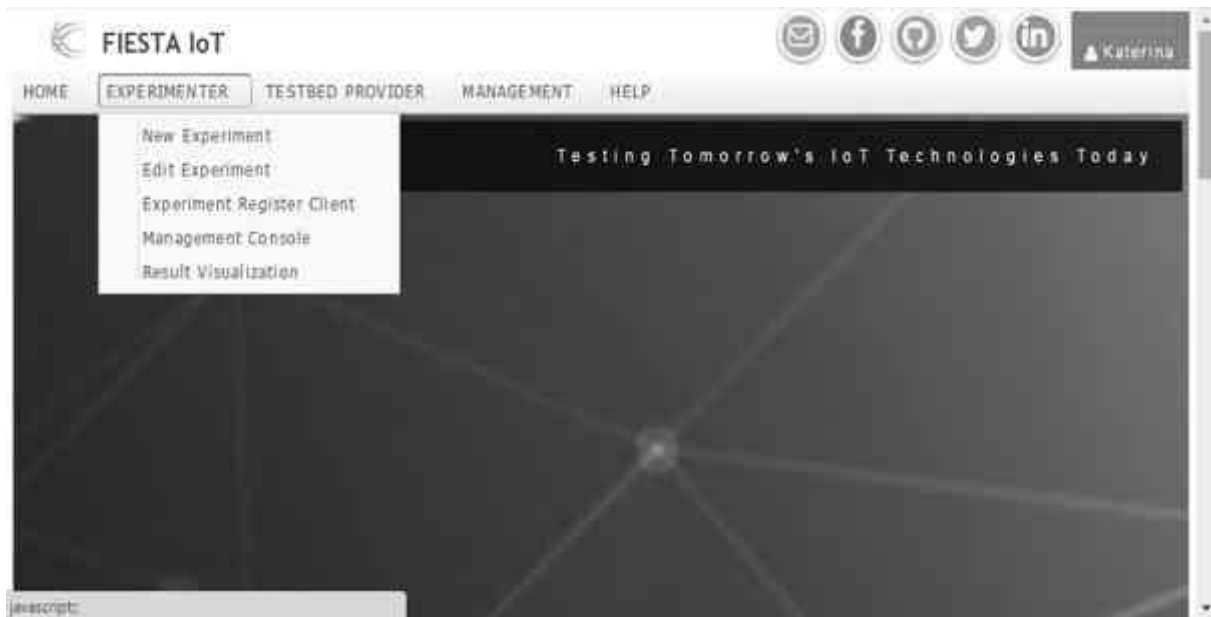 FIESTA IoT
Katerina
HOME EXPERIMENTER TESTBED PROVIDER MANAGEMENT HELP
New Experiment
Edit Experiment
Experiment Register Client
Management Console
Result Visualization
Testing Tomorrow's IoT Technologies Today
javascript: